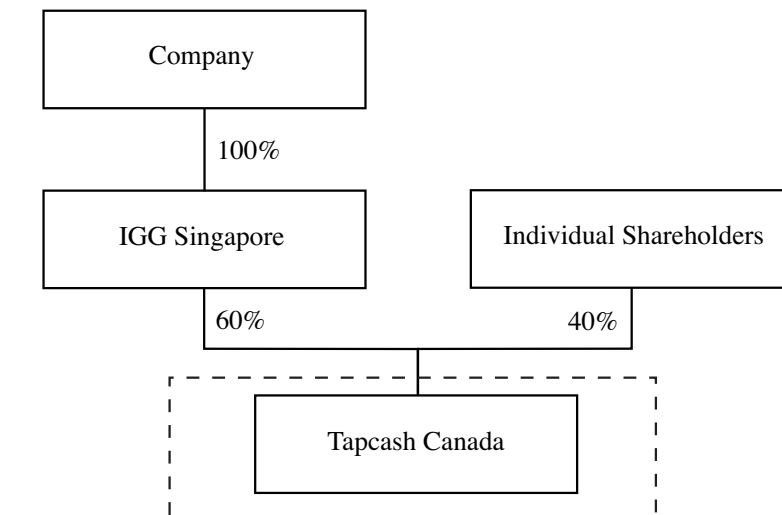 Company
100%
IGG Singapore
Individual Shareholders
60%
40%
Tapcash Canada